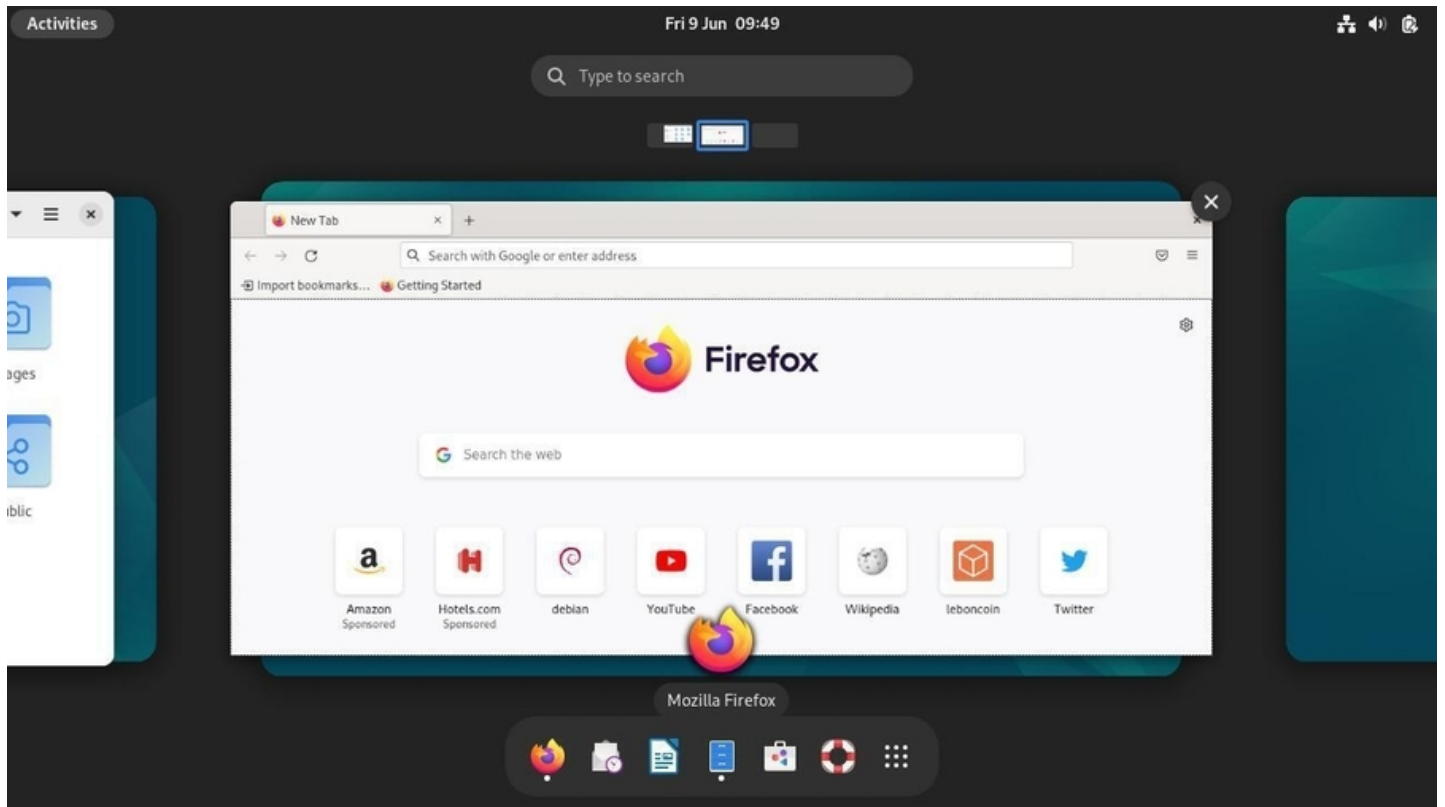 Activities
Fri 9 Jun 09:49
Type to search
New Tab
Search with Google or enter address
Import bookmarks...
Getting Started
Firefox
ages
Search the web
ublic
a
Amazon
Sponsored
Hotels.com
Sponsored
debian
YouTube
Facebook
Wikipedia
leboncoin
Twitter
Mozilla Firefox